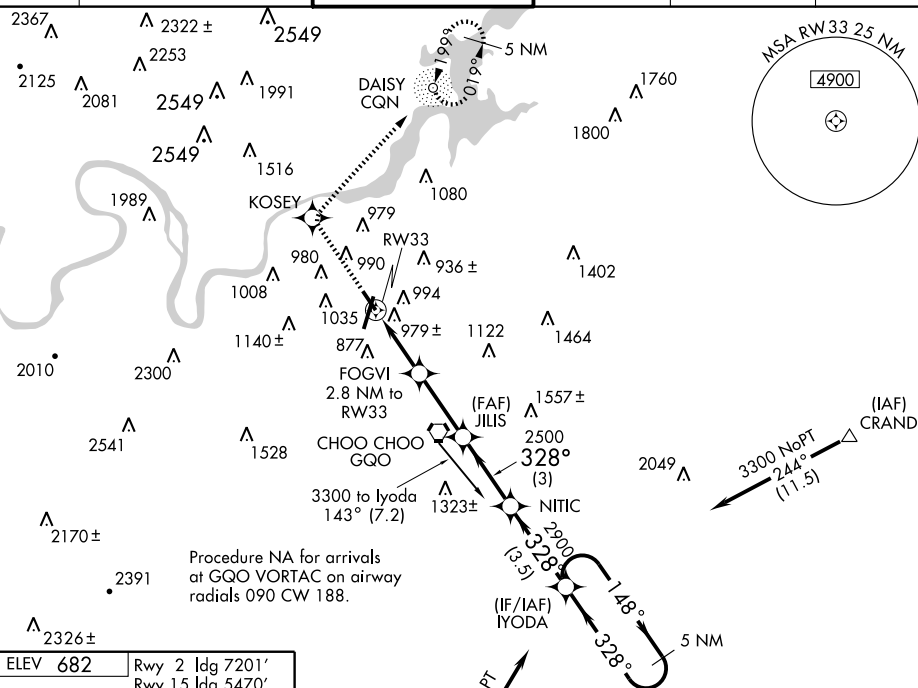 2367
2322 ±
2549
MSA RW33 25 NM
4900
2253
2125
2081
2549
1991
199°
5 NM
019°
DAISY
CQN
1760
1800
2549
1516
1080
1989
KOSEY
979
RW33
980
990
936 ±
1402
1008
1035
994
979 ±
1464
1140 ±
877
1122
2010
2300
FOGVI
2.8 NM to
RW33
(FAF)
JILIS
1557 ±
(IAF)
CRAND
2541
1528
CHOO CHOO
GQO
2500
328°
(3)
3300 NoPT
244°
(11.5)
2049
3300 to Iyoda
143° (7.2)
1323±
NITIC
2170 ±
2900
328°
(3.5)
Procedure NA for arrivals
at GQO VORTAC on airway
radials 090 CW 188.
2391
(IF/IAF)
IYODA
148°
328°
5 NM
2326 ±
ELEV 682
Rwy 2 ldg 7201'
Rwy 15 ldg 5470'
PT